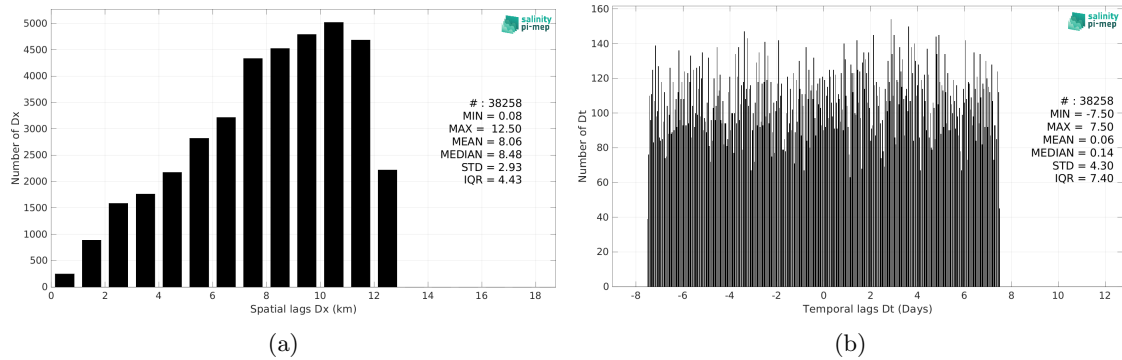 5000
4500
4000
3500
3000
2500
2000
1500
1000
500
0
Number of Dx
0 2 4 6 8 10 12 14 16 18
Spatial lags Dx (km)
salinity
pi-mep
# : 38258
MIN = 0.08
MAX = 12.50
MEAN = 8.06
MEDIAN = 8.48
STD = 2.93
IQR = 4.43
(a)
160
140
120
100
80
60
40
20
0
Number of Dt
-8 -6 -4 -2 0 2 4 6 8 10 12
Temporal lags Dt (Days)
salinity
pi-mep
# : 38258
MIN = -7.50
MAX = 7.50
MEAN = 0.06
MEDIAN = 0.14
STD = 4.30
IQR = 7.40
(b)